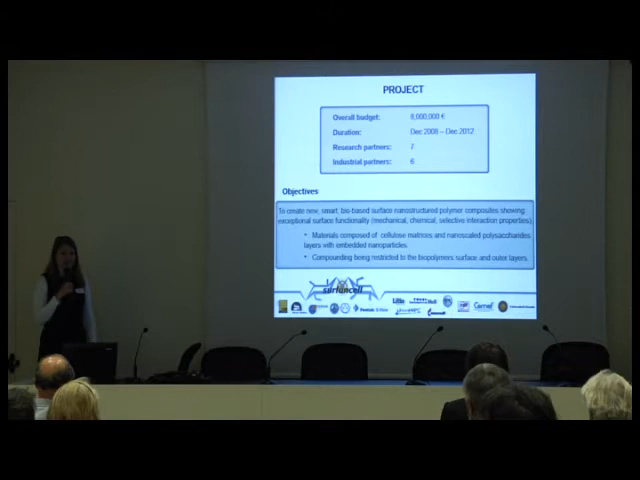 PROJECT
Overall budget: 8,000,000 €
Duration: Dec 2008 – Dec 2012
Research partners: 7
Industrial partners: 6
Objectives
To create new, smart, bio-based surface nanostructured polymer composites showing
exceptional surface functionality (mechanical, chemical, selective interaction properties)
• Materials composed of cellulose matrices and nanoscaled polysaccharides
layers with embedded nanoparticles.
• Compounding being restricted to the biopolymers surface and outer layers.
surfuncell